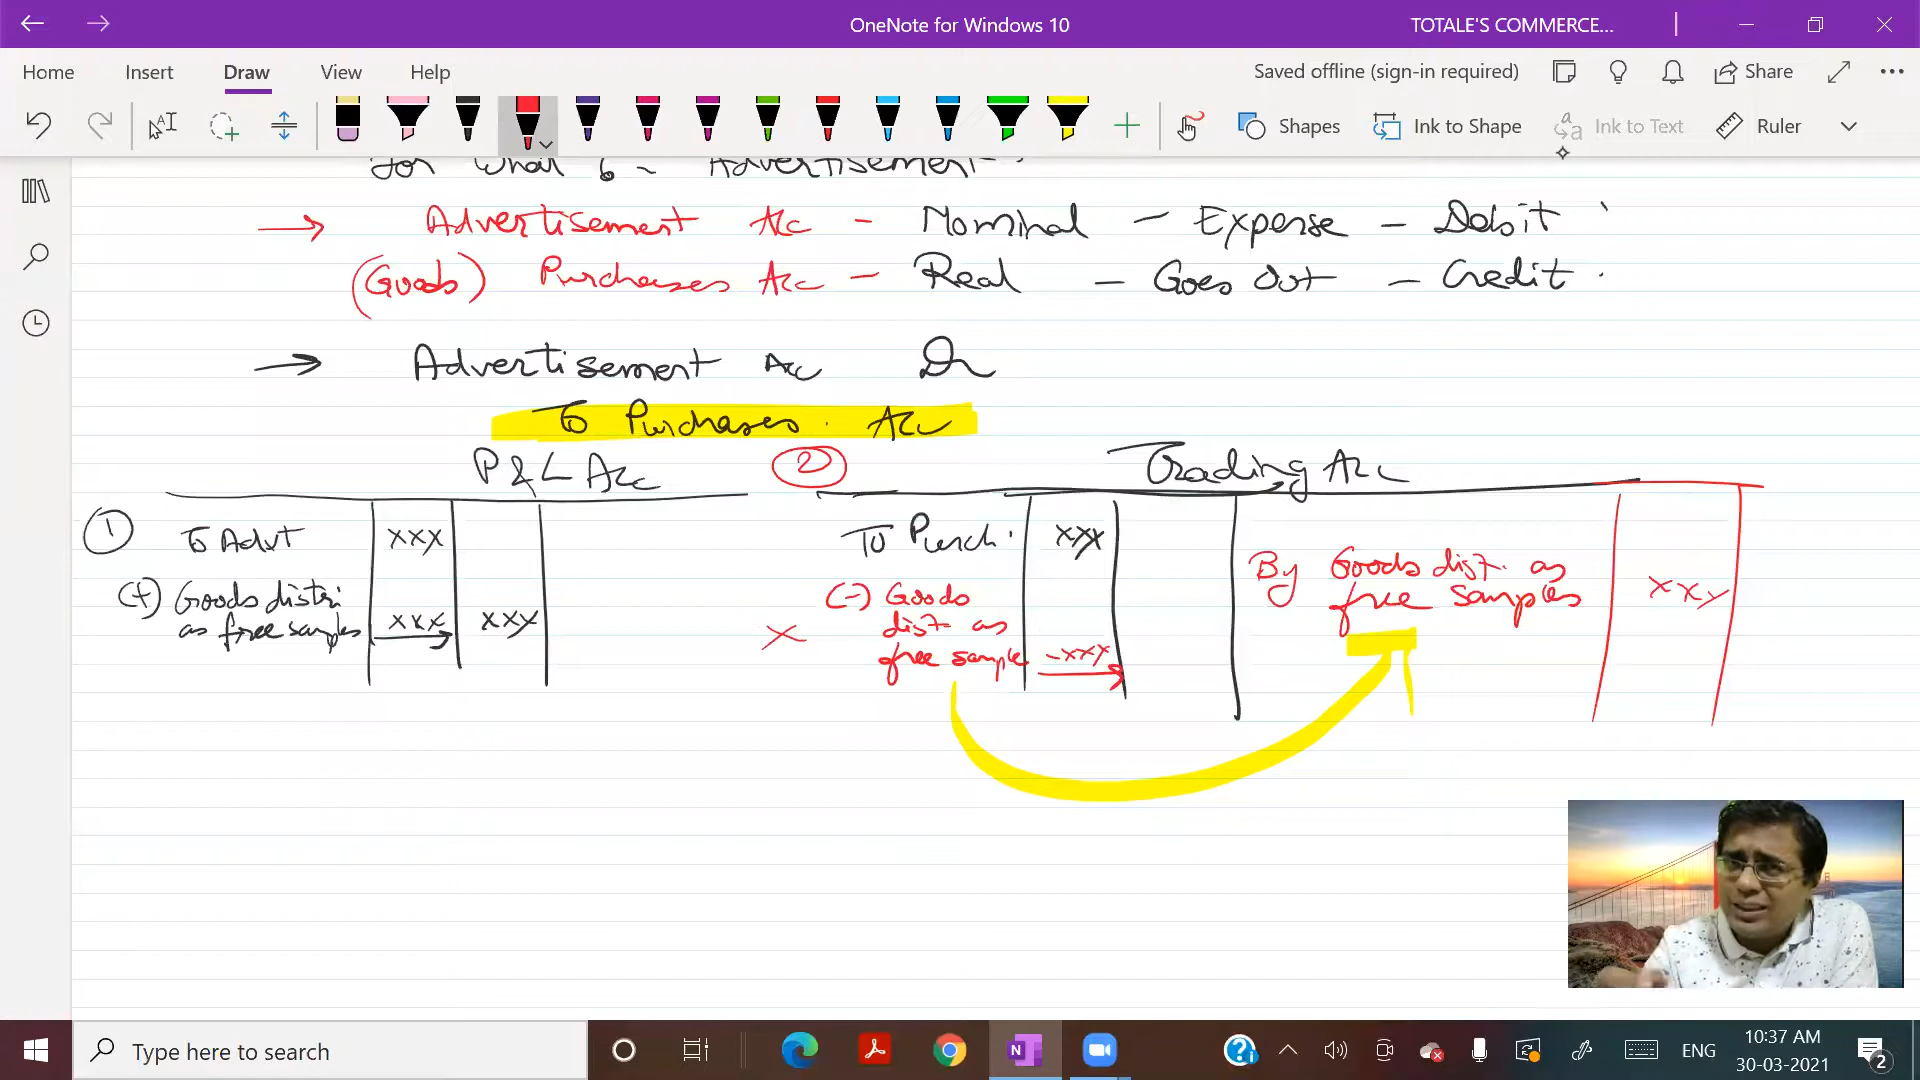 OneNote for Windows 10
TOTALE'S COMMERCE...
Home Insert Draw View Help
Saved offline (sign-in required)
Share
Shapes
Ink to Shape
Ink to Text
Ruler
for what Advertisement
→ Advertisement A/c - Nominal - Expense - Debit
(Goods) Purchases A/c - Real - Goes Out - Credit
→ Advertisement A/c Dr
To Purchases A/c
P & L A/c
2
Trading A/c
1
To Advt xxx
(+) Goods distri
as free samples xxx xxx
To Purch. xxx
(-) Goods
dist. as
free sample -xxx
X
By Goods dist. as
free samples xxx
Type here to search
ENG
10:37 AM
30-03-2021
2